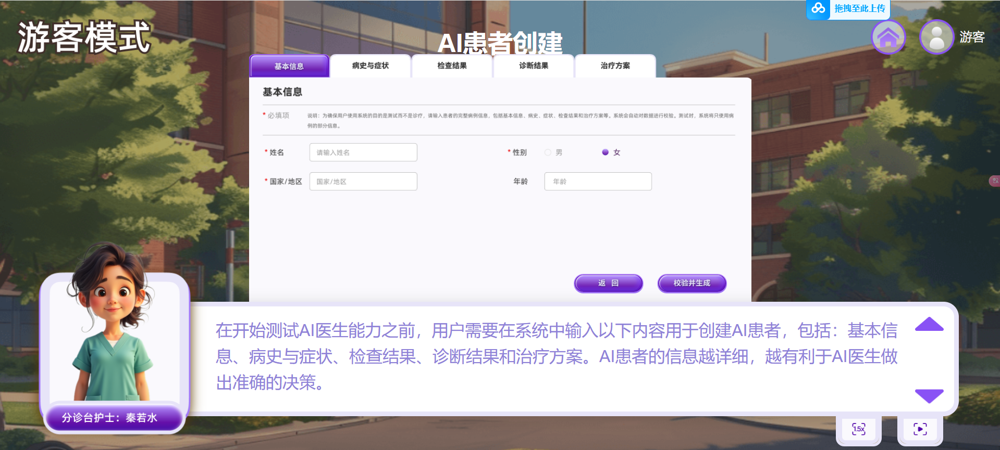 拖拽至此上传
游客模式
AI患者创建
游客
基本信息
病史与症状
检查结果
诊断结果
治疗方案
基本信息
* 必填项
说明：为确保用户使用系统的目的是测试而不是诊疗，请输入患者的完整病例信息，包括基本信息、病史、症状、检查结果和治疗方案等。系统会自动对数据进行校验。测试时，系统将只使用病
例的部分信息。
* 姓名
请输入姓名
* 性别
男
女
* 国家/地区
国家/地区
年龄
年龄
返 回
校验并生成
在开始测试AI医生能力之前，用户需要在系统中输入以下内容用于创建AI患者，包括：基本信
息、病史与症状、检查结果、诊断结果和治疗方案。AI患者的信息越详细，越有利于AI医生做
出准确的决策。
分诊台护士：秦若水
1.5x